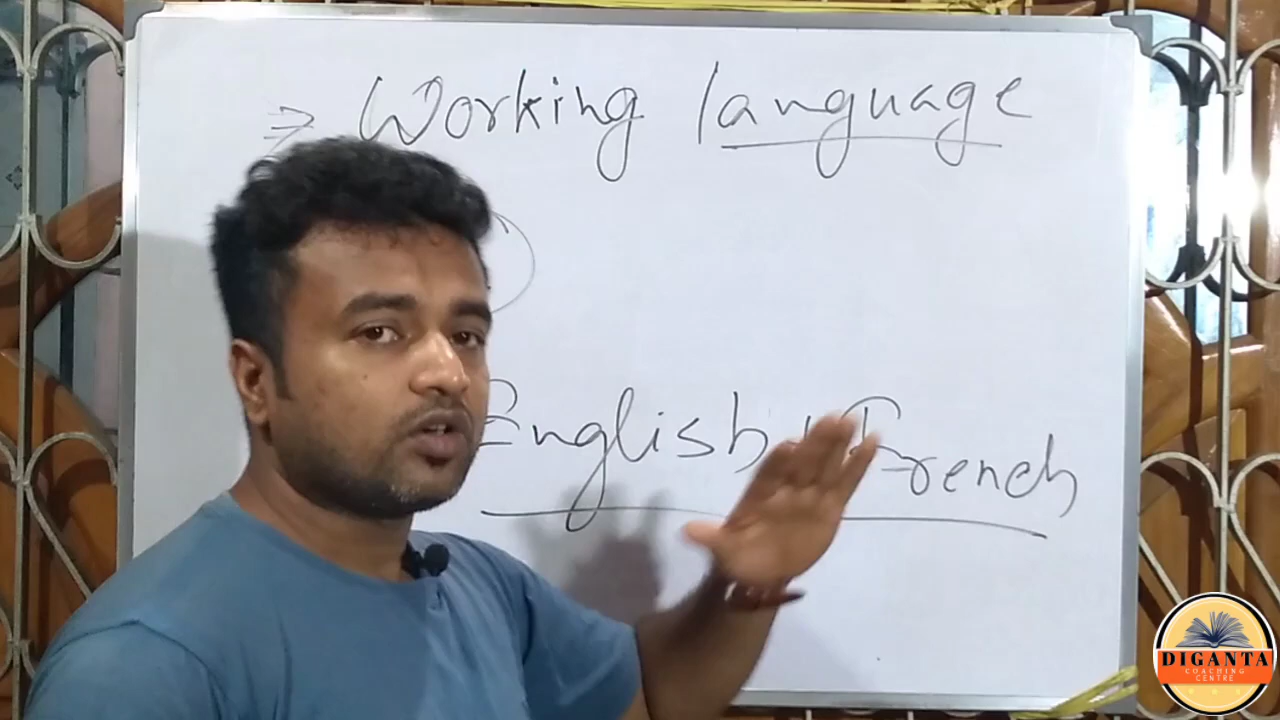 ⇒ Working language
English, French
DIGANTA
COACHING
CENTRE